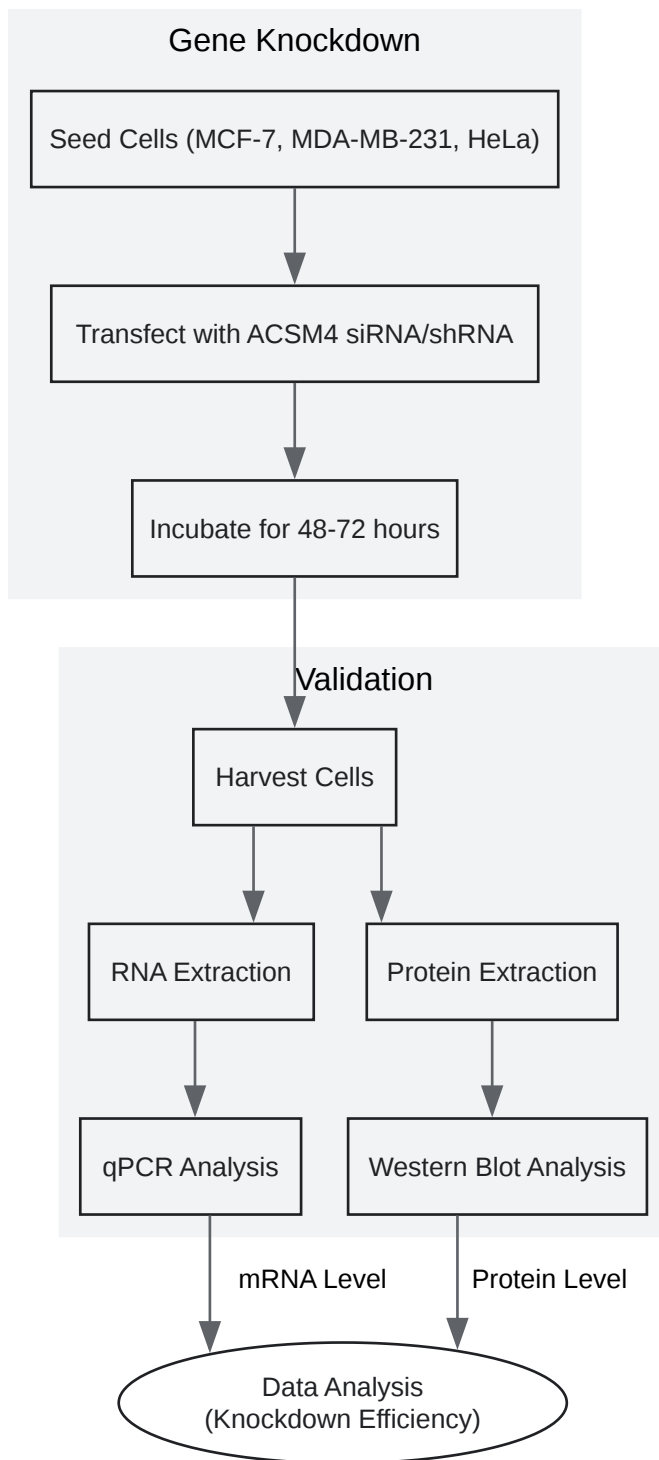 Gene Knockdown
Seed Cells (MCF-7, MDA-MB-231, HeLa)
Transfect with ACSM4 siRNA/shRNA
Incubate for 48-72 hours
Validation
Harvest Cells
RNA Extraction
Protein Extraction
qPCR Analysis
Western Blot Analysis
mRNA Level
Protein Level
Data Analysis
(Knockdown Efficiency)